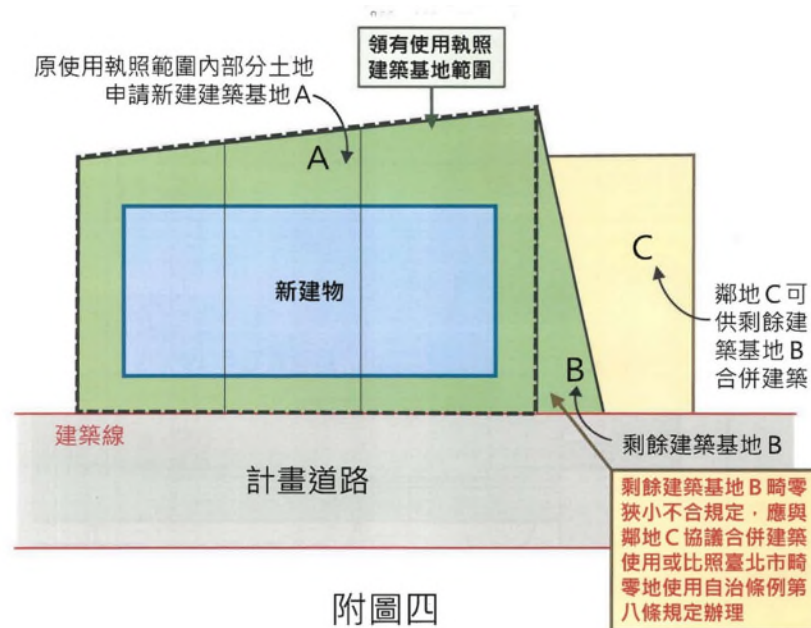 領有使用執照
建築基地範圍
原使用執照範圍內部分土地
申請新建建築基地A
A
新建物
C
鄰地C可
供剩餘建
築基地B
合併建築
B
剩餘建築基地B
建築線
計畫道路
剩餘建築基地B畸零
狹小不合規定,應與
鄰地C協議合併建築
使用或比照臺北市畸
零地使用自治條例第
八條規定辦理
附圖四